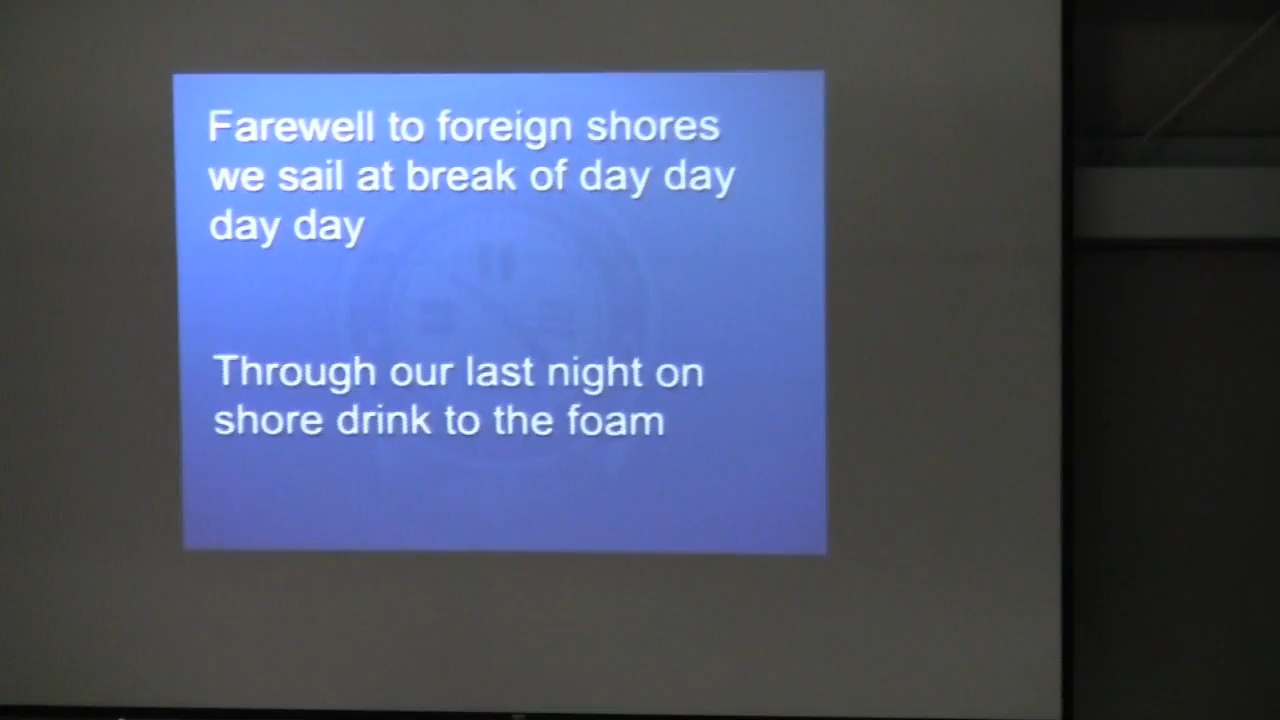 Farewell to foreign shores
we sail at break of day day
day day
Through our last night on
shore drink to the foam